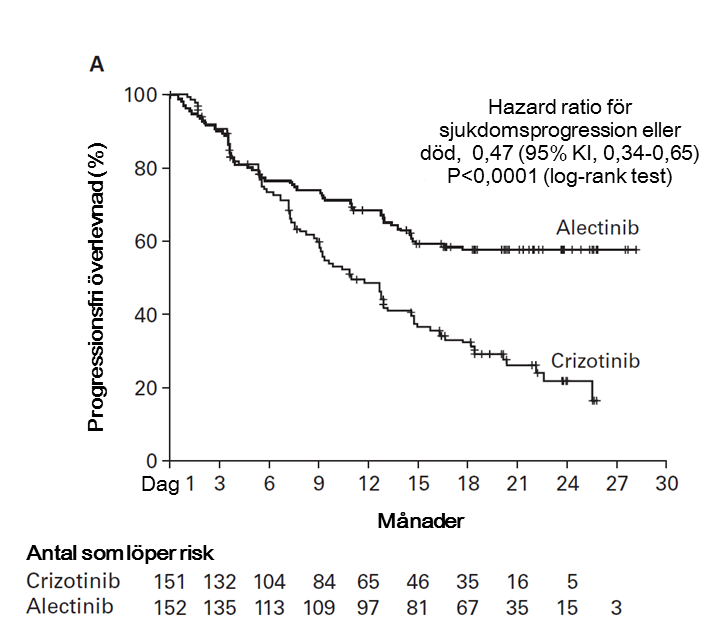 A
Hazard ratio för
sjukdomsprogression eller
död, 0,47 (95% KI, 0,34-0,65)
P<0,0001 (log-rank test)
Progressionsfri överlevnad (%)
100
80
60
40
20
0
Alectinib
Crizotinib
Dag 1 3 6 9 12 15 18 21 24 27 30
Månader
Antal som löper risk
Crizotinib 151 132 104 84 65 46 35 16 5
Alectinib 152 135 113 109 97 81 67 35 15 3